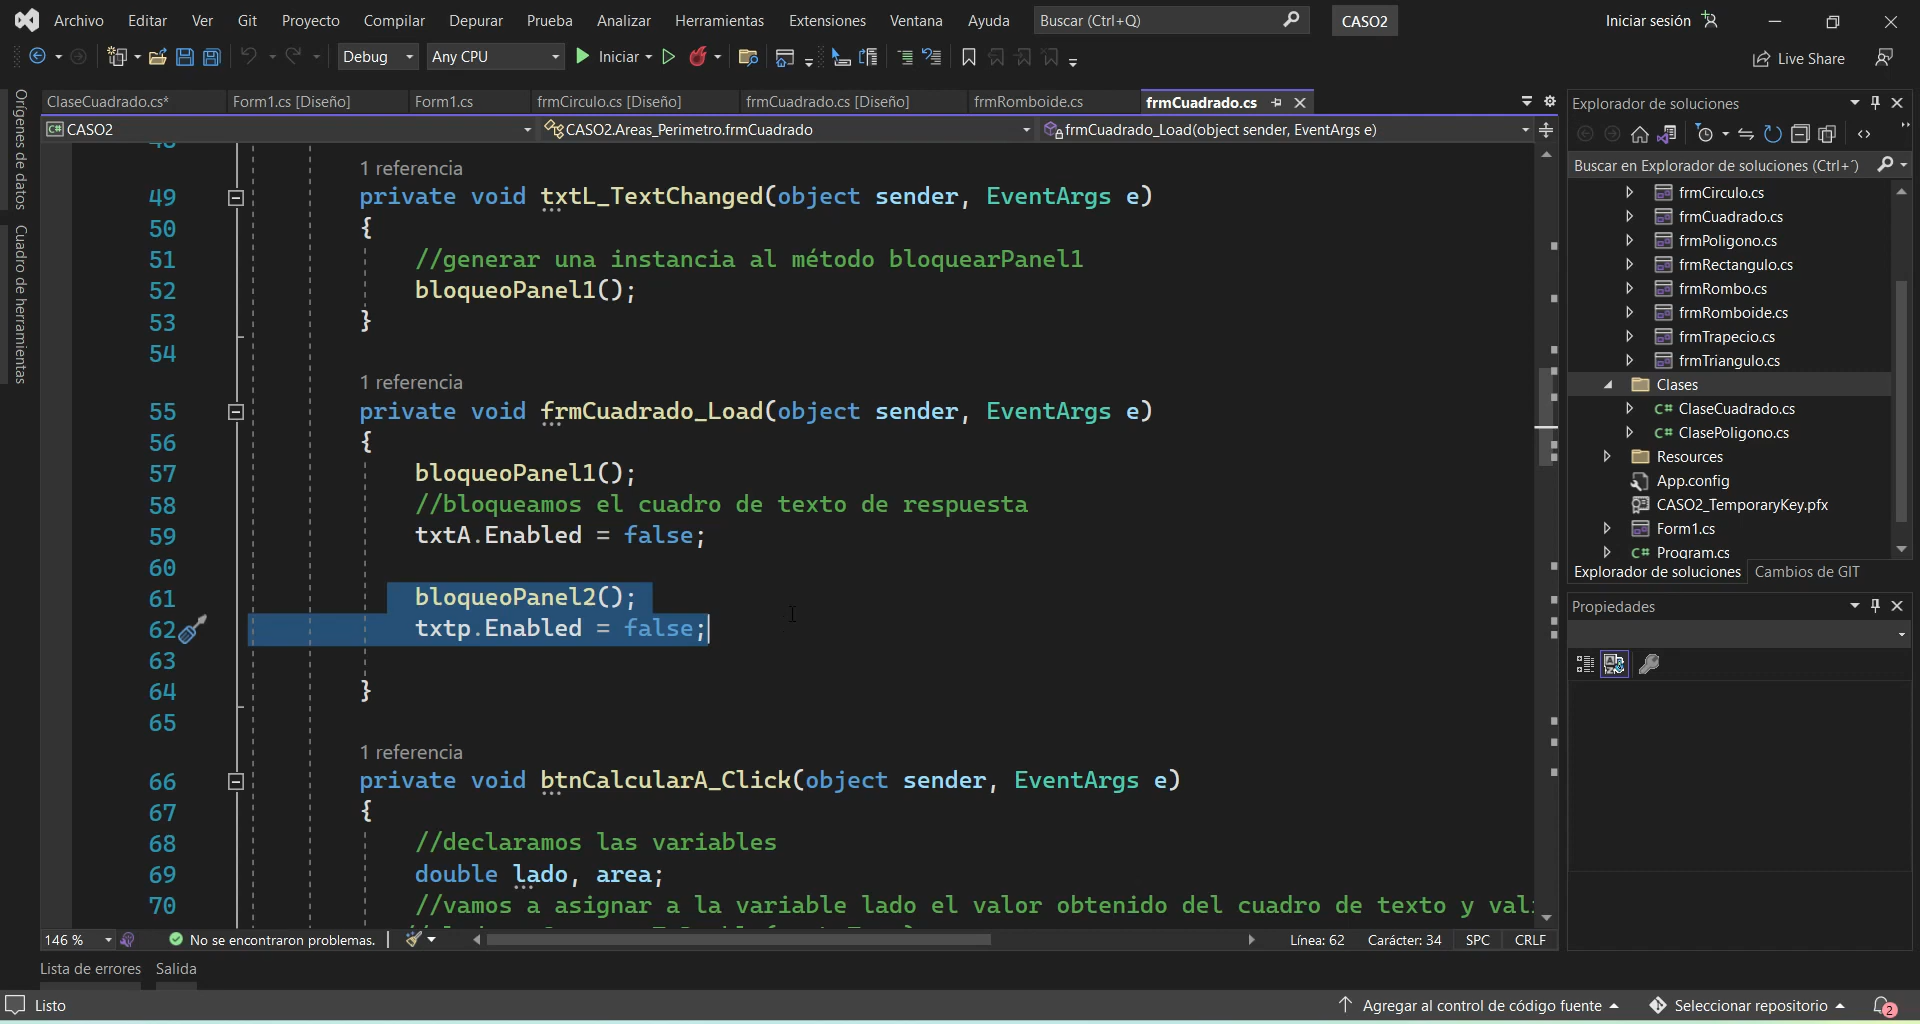 Archivo Editar Ver Git Proyecto Compilar Depurar Prueba Analizar Herramientas Extensiones Ventana Ayuda Buscar (Ctrl+Q) CASO2 Iniciar sesión
Debug Any CPU Iniciar Live Share
ClaseCuadrado.cs* Form1.cs [Diseño] Form1.cs frmCirculo.cs [Diseño] frmCuadrado.cs [Diseño] frmRomboide.cs frmCuadrado.cs
C# CASO2 CASO2.Areas_Perimetro.frmCuadrado frmCuadrado_Load(object sender, EventArgs e)
Orígenes de datos
Cuadro de herramientas
1 referencia
49 private void txtL_TextChanged(object sender, EventArgs e)
50 {
51 //generar una instancia al método bloquearPanel1
52 bloqueoPanel1();
53 }
54
1 referencia
55 private void frmCuadrado_Load(object sender, EventArgs e)
56 {
57 bloqueoPanel1();
58 //bloqueamos el cuadro de texto de respuesta
59 txtA.Enabled = false;
60
61 bloqueoPanel2();
62 txtp.Enabled = false;
63
64 }
65
1 referencia
66 private void btnCalcularA_Click(object sender, EventArgs e)
67 {
68 //declaramos las variables
69 double lado, area;
70 //vamos a asignar a la variable lado el valor obtenido del cuadro de texto y val
146 % No se encontraron problemas. Línea: 62 Carácter: 34 SPC CRLF
Lista de errores Salida
Explorador de soluciones
Buscar en Explorador de soluciones (Ctrl+´)
frmCirculo.cs
frmCuadrado.cs
frmPoligono.cs
frmRectangulo.cs
frmRombo.cs
frmRomboide.cs
frmTrapecio.cs
frmTriangulo.cs
Clases
C# ClaseCuadrado.cs
C# ClasePoligono.cs
Resources
App.config
CASO2_TemporaryKey.pfx
Form1.cs
C# Program.cs
Explorador de soluciones Cambios de GIT
Propiedades
Listo Agregar al control de código fuente Seleccionar repositorio 2